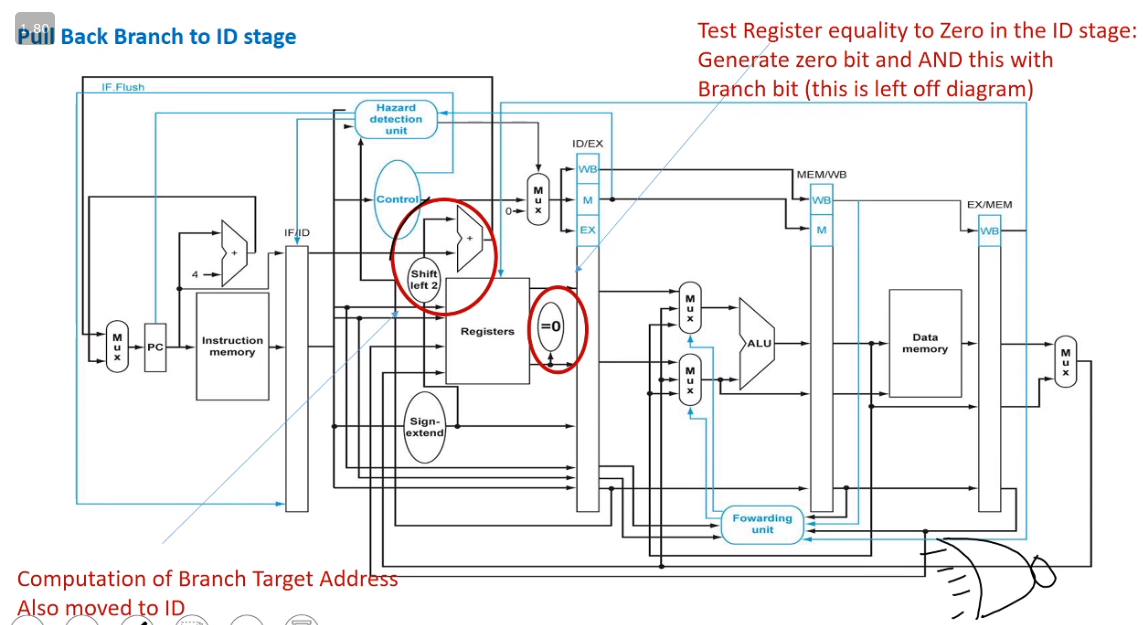 1.80
Pull Back Branch to ID stage
Test Register equality to Zero in the ID stage:
Generate zero bit and AND this with
Branch bit (this is left off diagram)
IF.Flush
Hazard
detection
unit
ID/EX
WB
M
EX
MEM/WB
WB
M
EX/MEM
WB
Control
0
M
u
x
IF/ID
+
4
+
Shift
left 2
M
u
x
PC
Instruction
memory
Registers
=0
M
u
x
ALU
M
u
x
Data
memory
M
u
x
Sign-
extend
Fowarding
unit
Computation of Branch Target Address
Also moved to ID